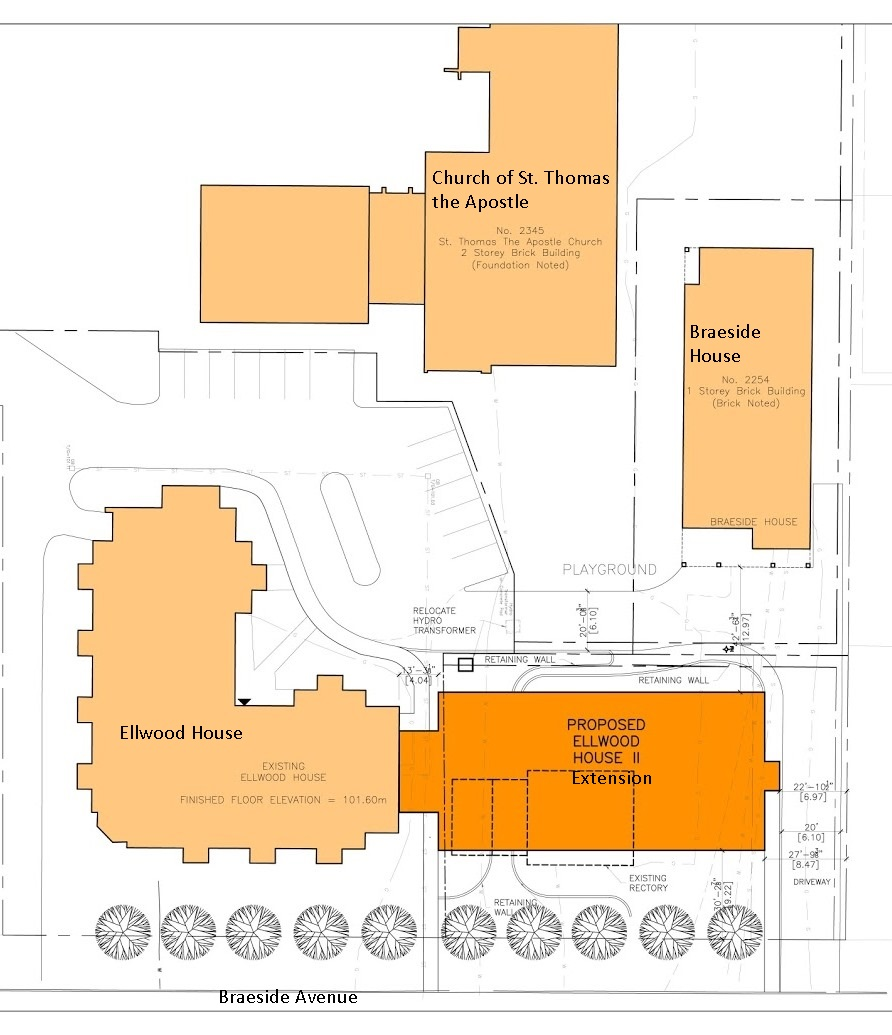 Church of St. Thomas
the Apostle
No. 2345
St. Thomas The Apostle Church
2 Storey Brick Building
(Foundation Noted)
Braeside
House
No. 2254
1 Storey Brick Building
(Brick Noted)
BRAESIDE HOUSE
PLAYGROUND
RELOCATE
HYDRO
TRANSFORMER
[6.10]
[12.97]
RETAINING WALL
RETAINING WALL
[4.04]
Ellwood House
EXISTING
ELLWOOD HOUSE
FINISHED FLOOR ELEVATION = 101.60m
PROPOSED
ELLWOOD
HOUSE II
Extension
22'-10½"
[6.97]
20'
[6.10]
[8.47]
DRIVEWAY
EXISTING
RECTORY
RETAINING
WALL
Braeside Avenue